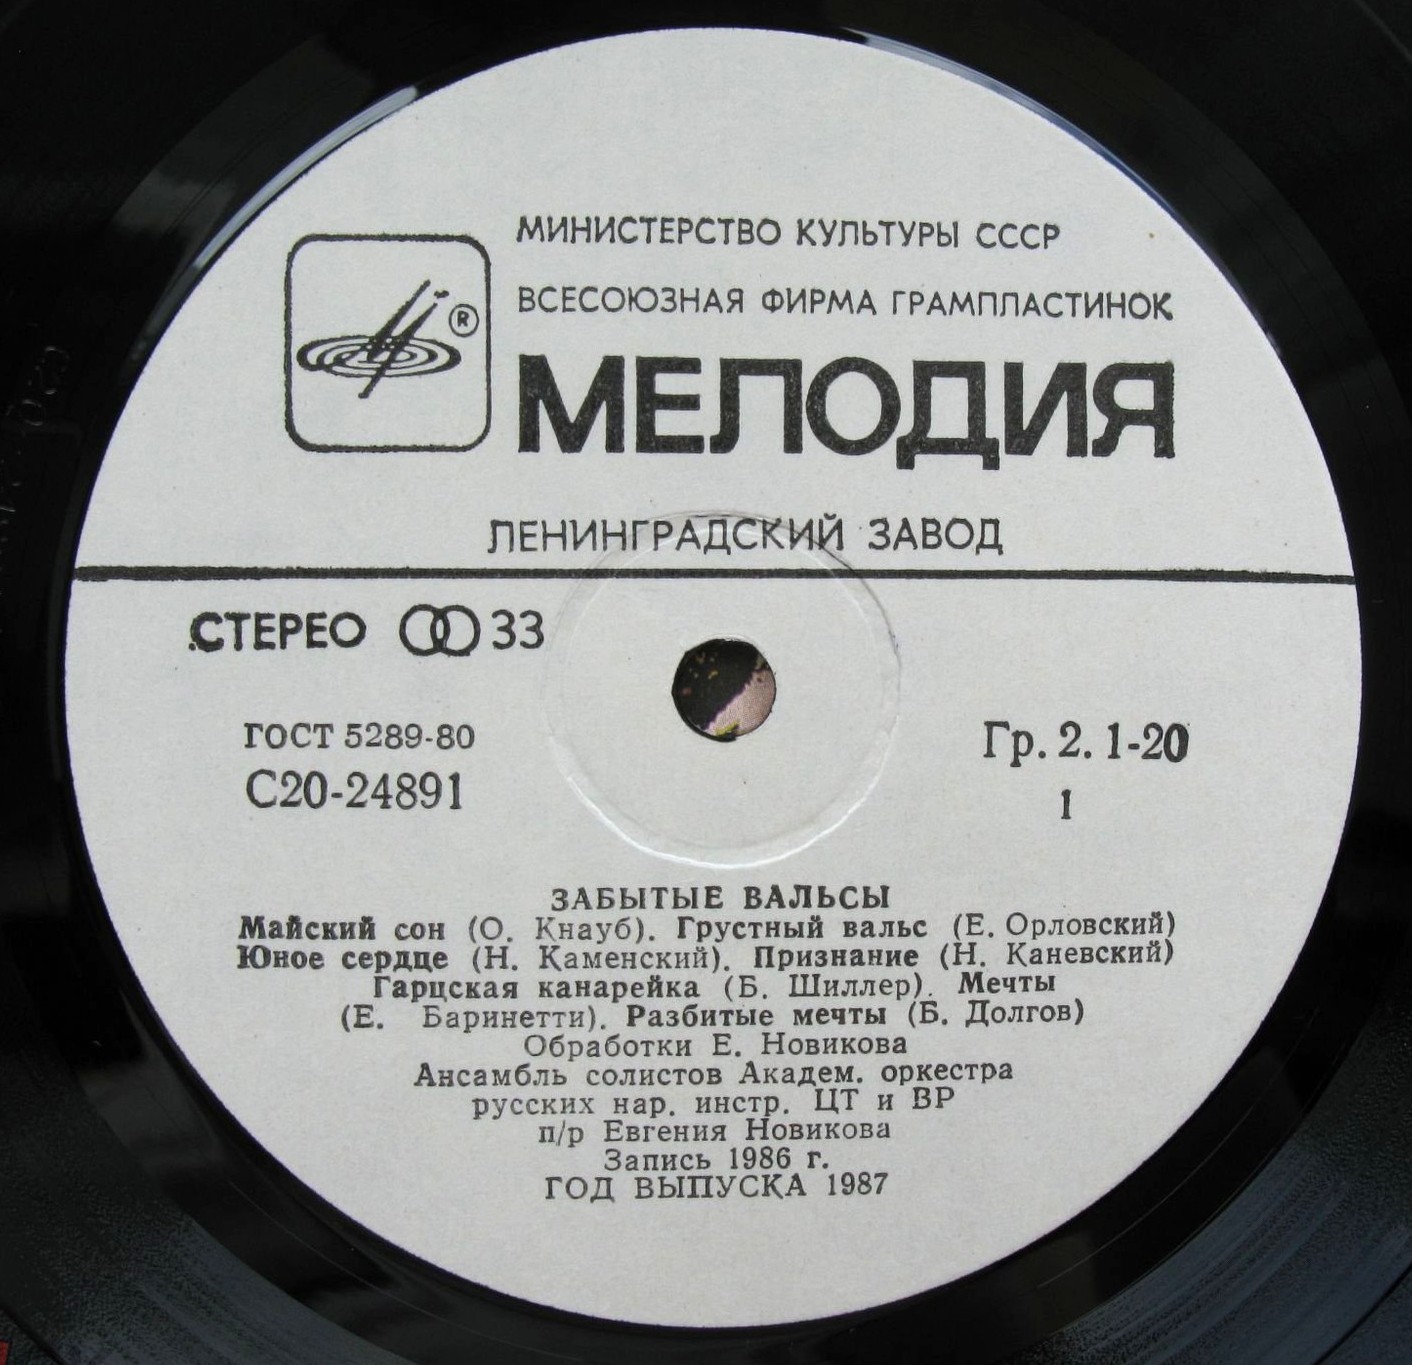 МИНИСТЕРСТВО КУЛЬТУРЫ СССР
ВСЕСОЮЗНАЯ ФИРМА ГРАМПЛАСТИНОК
®
МЕЛОДИЯ
ЛЕНИНГРАДСКИЙ ЗАВОД
СТЕРЕО 33
ГОСТ 5289-80
Гр. 2. 1-20
С20-24891
1
ЗАБЫТЫЕ ВАЛЬСЫ
Майский сон (О. Кнауб). Грустный вальс (Е. Орловский)
Юное сердце (Н. Каменский). Признание (Н. Каневский)
Гарцская канарейка (Б. Шиллер). Мечты
(Е. Баринетти). Разбитые мечты (Б. Долгов)
Обработки Е. Новикова
Ансамбль солистов Академ. оркестра
русских нар. инстр. ЦТ и ВР
п/р Евгения Новикова
Запись 1986 г.
ГОД ВЫПУСКА 1987